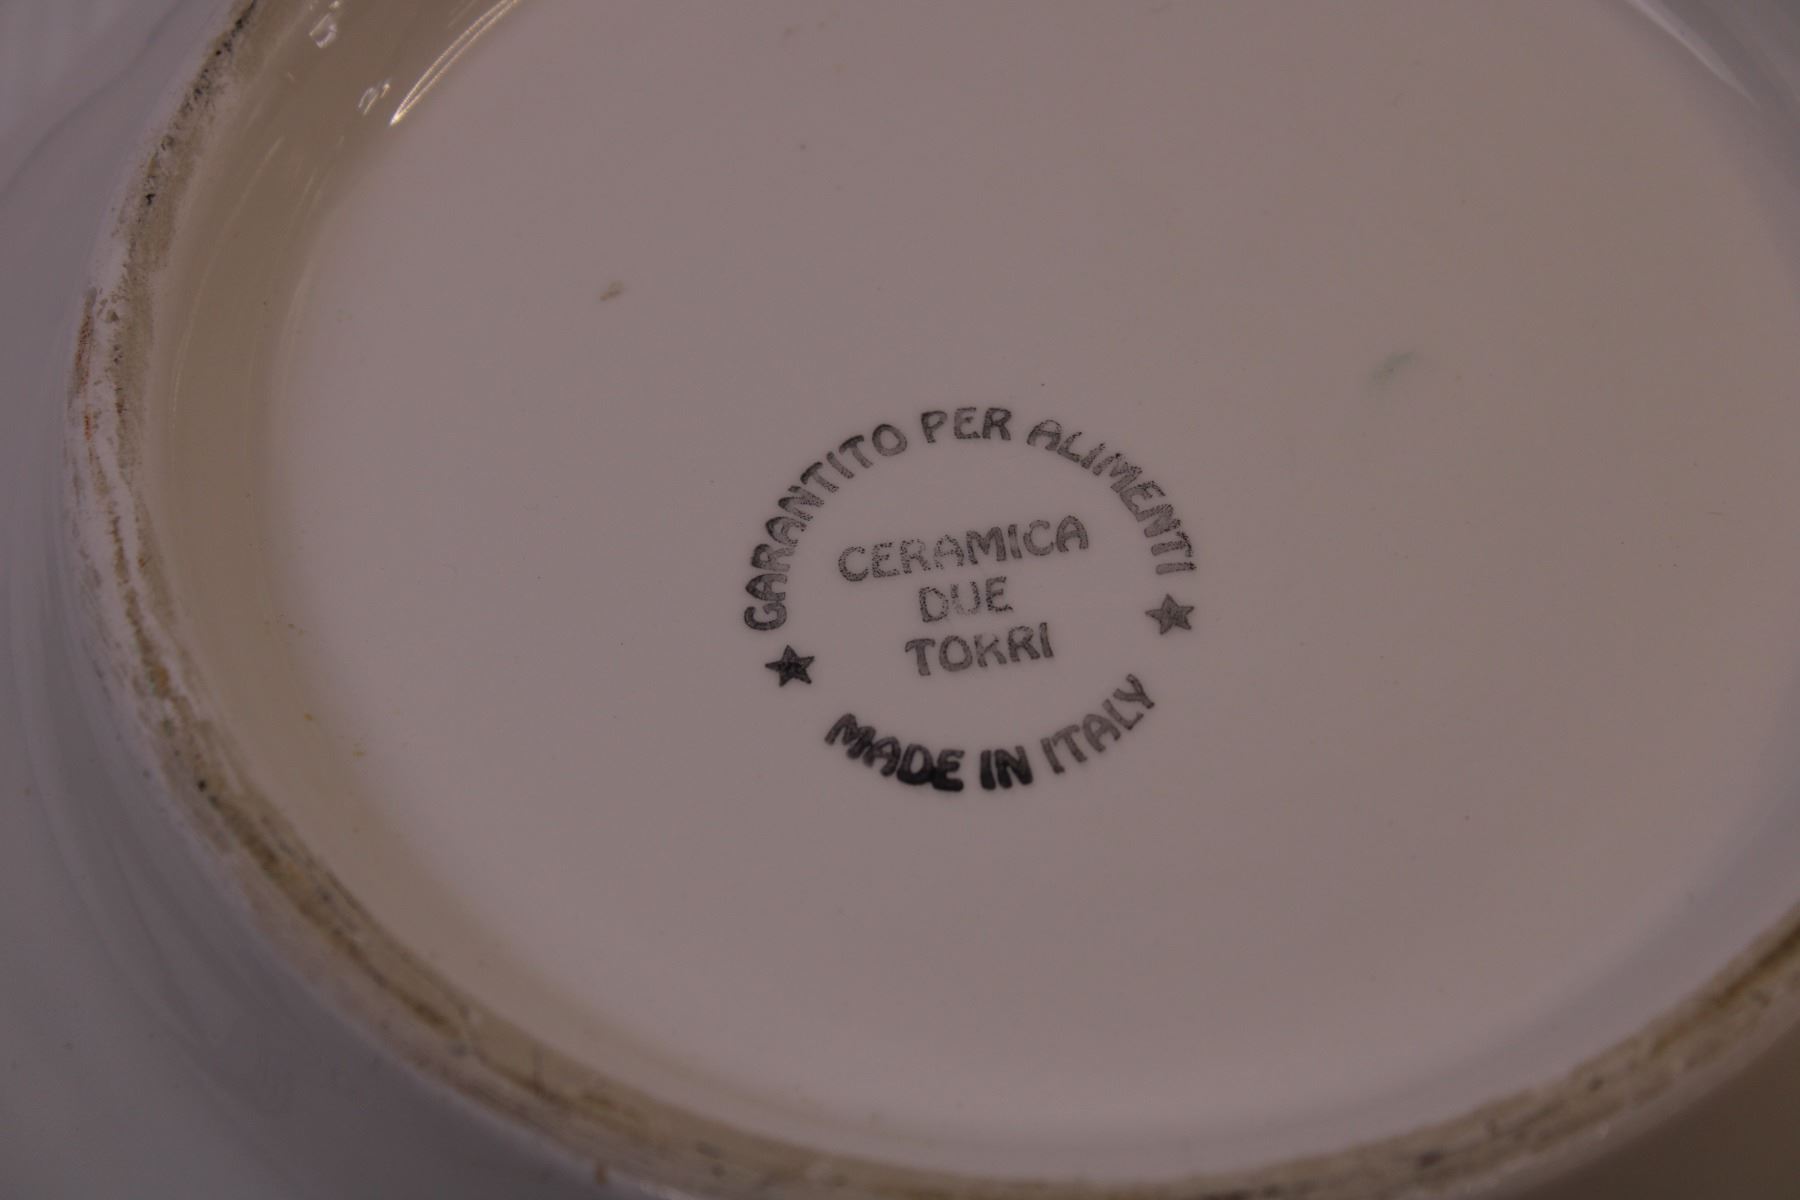 GARANTITO PER ALIMENTI
CERAMICA
DUE
TORRI
MADE IN ITALY